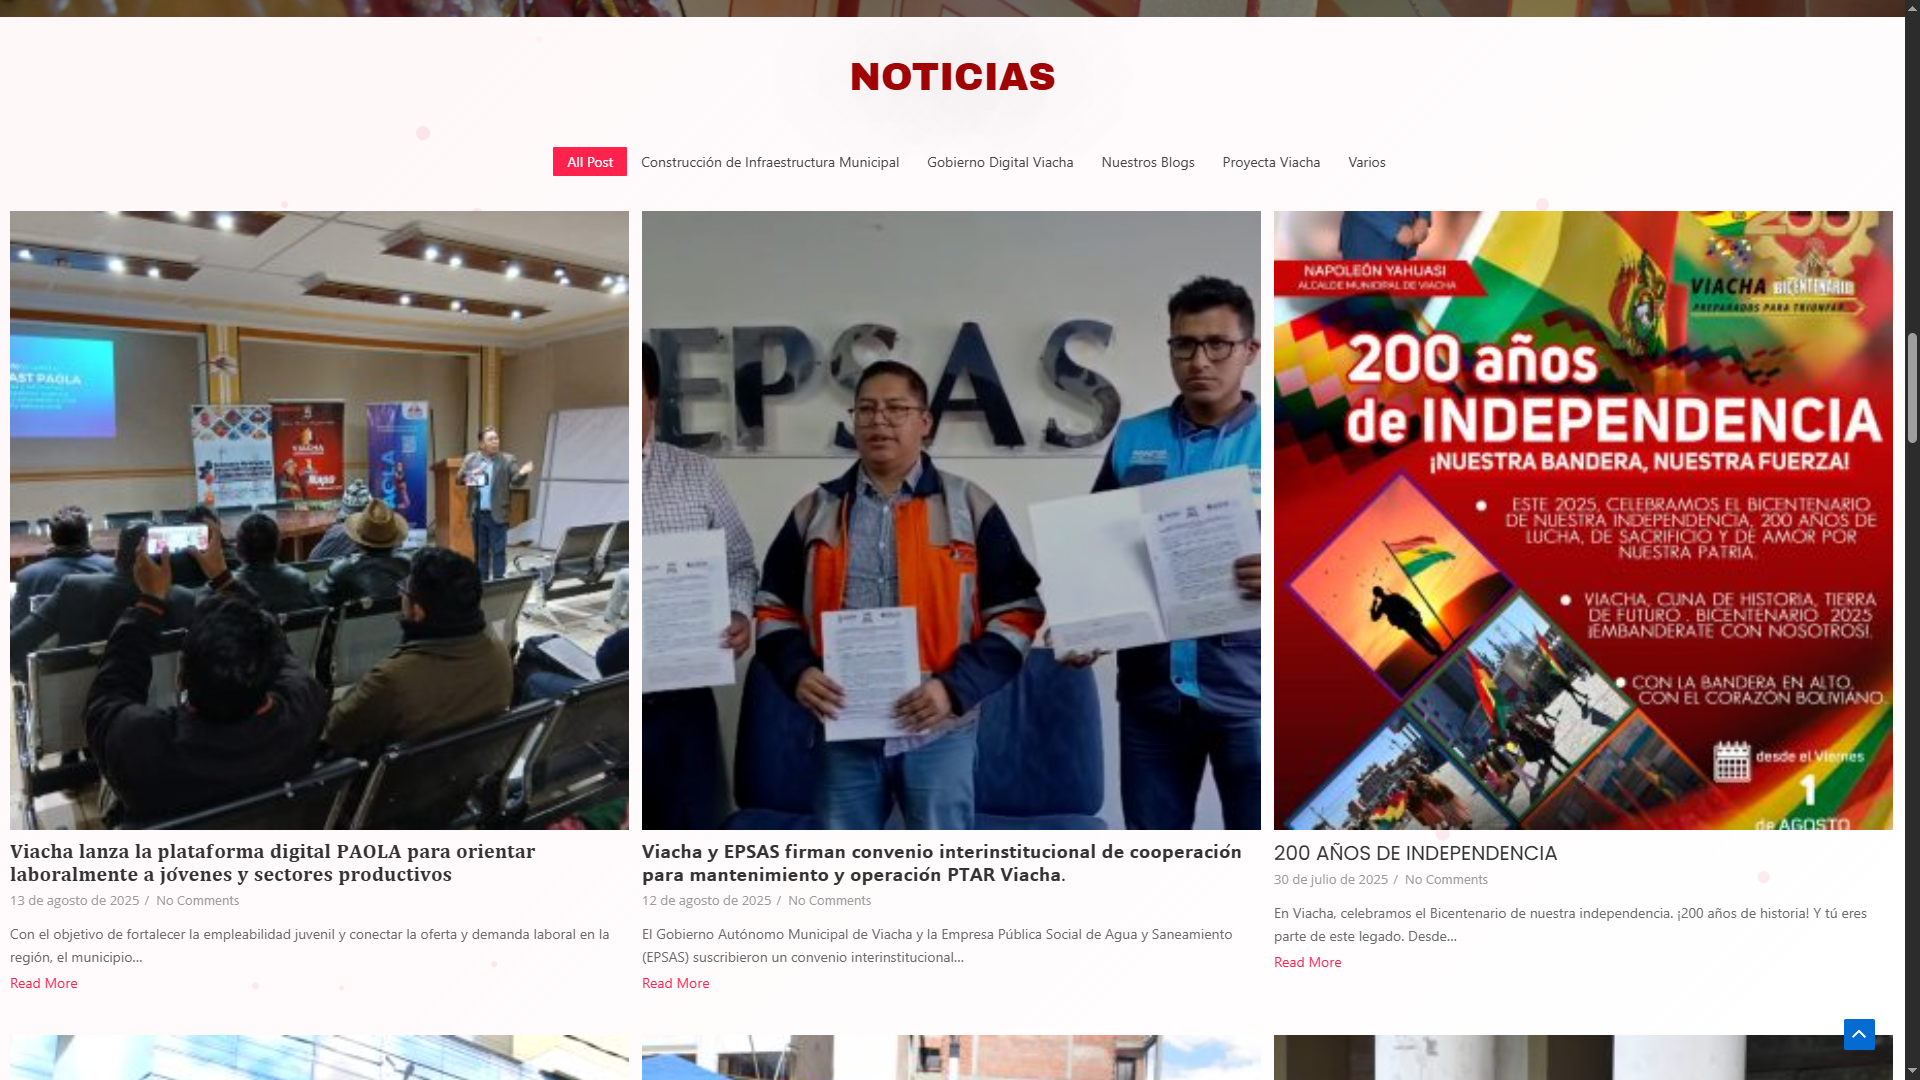 NOTICIAS
All Post
Construcción de Infraestructura Municipal
Gobierno Digital Viacha
Nuestros Blogs
Proyecta Viacha
Varios
AST PAOLA
VIACHA
EPSAS
NAPOLEÓN YAHUASI
ALCALDE MUNICIPAL DE VIACHA
200
VIACHA BICENTENARIO
PREPARADOS PARA TRIUNFAR
200 años
de INDEPENDENCIA
¡NUESTRA BANDERA, NUESTRA FUERZA!
ESTE 2025, CELEBRAMOS EL BICENTENARIO
DE NUESTRA INDEPENDENCIA, 200 AÑOS DE
LUCHA, DE SACRIFICIO Y DE AMOR POR
NUESTRA PATRIA.
VIACHA, CUNA DE HISTORIA, TIERRA
DE FUTURO . BICENTENARIO 2025
¡EMBANDERATE CON NOSOTROS!.
CON LA BANDERA EN ALTO,
CON EL CORAZÓN BOLIVIANO.
desde el Viernes
1
de AGOSTO
Viacha lanza la plataforma digital PAOLA para orientar
laboralmente a jóvenes y sectores productivos
13 de agosto de 2025 / No Comments
Con el objetivo de fortalecer la empleabilidad juvenil y conectar la oferta y demanda laboral en la
región, el municipio...
Read More
Viacha y EPSAS firman convenio interinstitucional de cooperación
para mantenimiento y operación PTAR Viacha.
12 de agosto de 2025 / No Comments
El Gobierno Autónomo Municipal de Viacha y la Empresa Pública Social de Agua y Saneamiento
(EPSAS) suscribieron un convenio interinstitucional...
Read More
200 AÑOS DE INDEPENDENCIA
30 de julio de 2025 / No Comments
En Viacha, celebramos el Bicentenario de nuestra independencia. ¡200 años de historia! Y tú eres
parte de este legado. Desde...
Read More